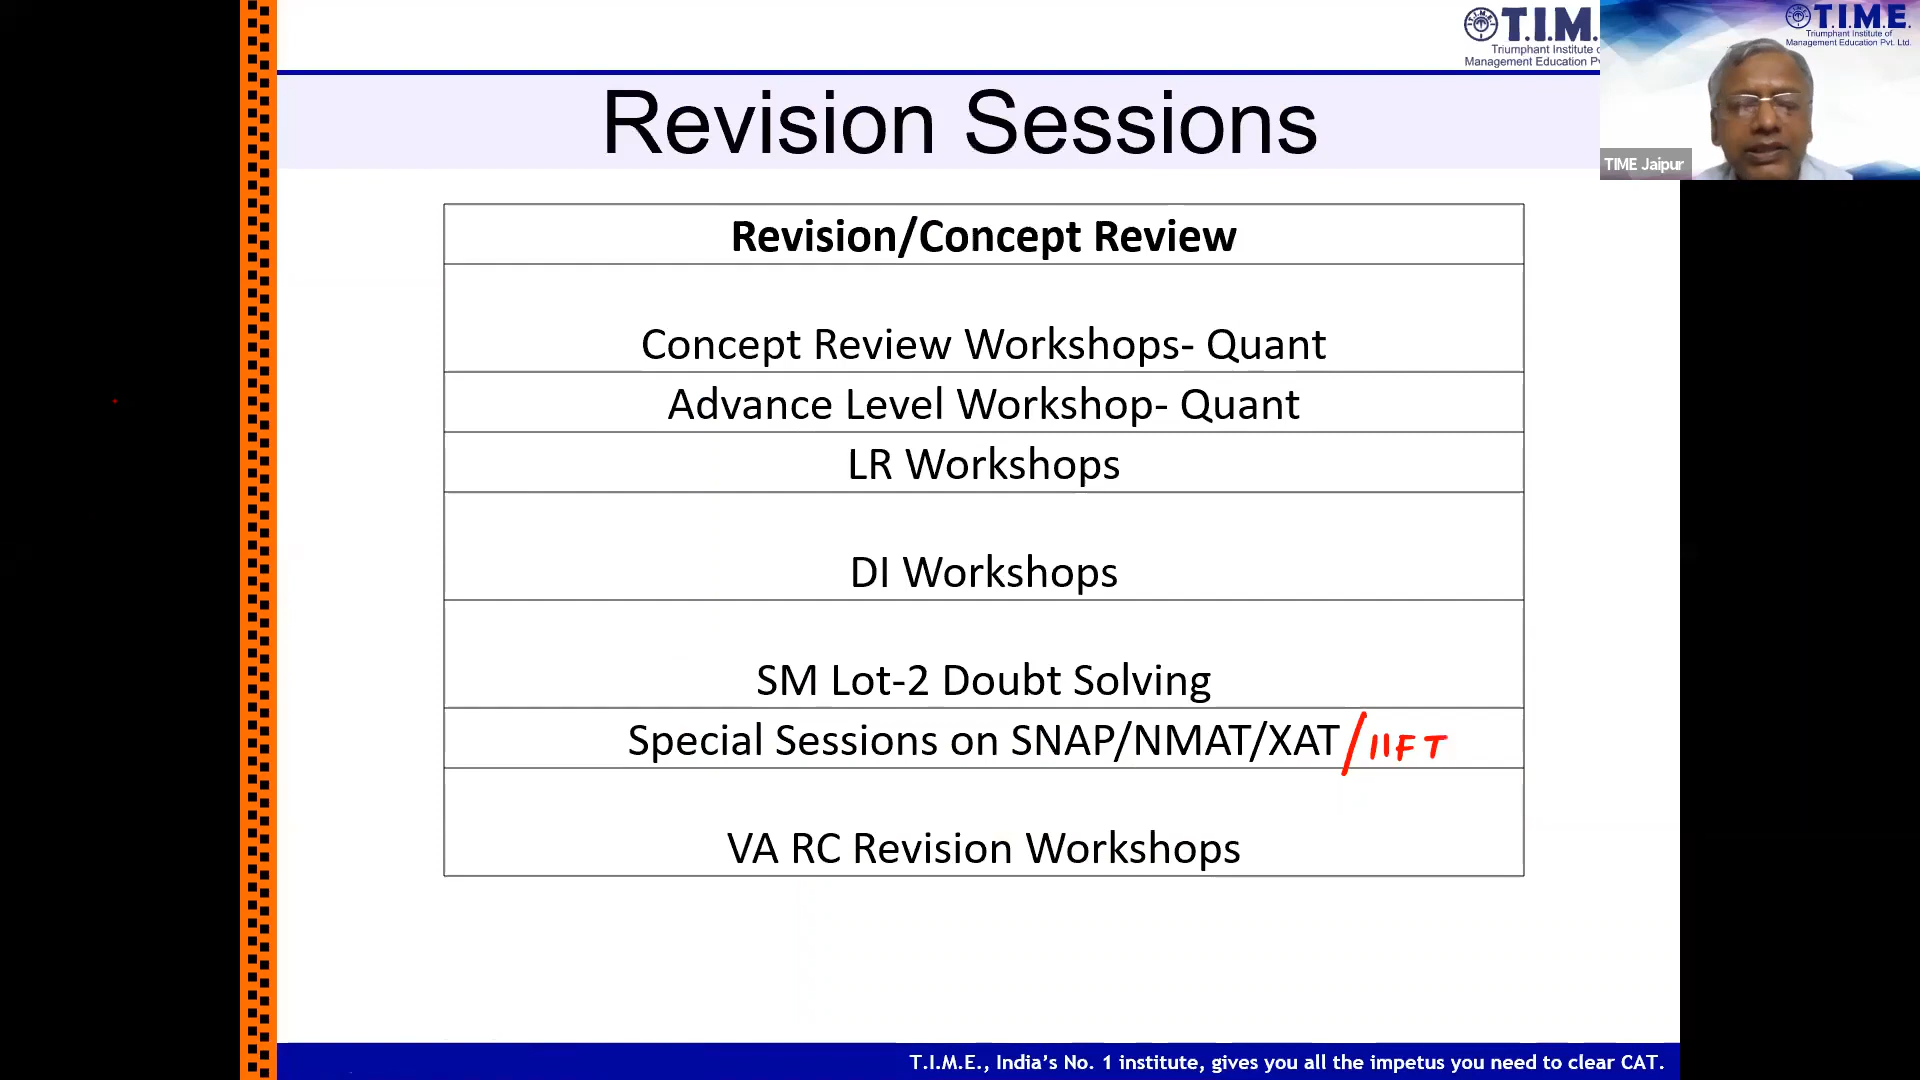 T.I.M.
Triumphant Institute
Management Education
T.I.M.E.
Triumphant Institute of
Management Education Pvt. Ltd.
TIME Jaipur
Revision Sessions
Revision/Concept Review
Concept Review Workshops- Quant
Advance Level Workshop- Quant
LR Workshops
DI Workshops
SM Lot-2 Doubt Solving
Special Sessions on SNAP/NMAT/XAT/IIFT
VA RC Revision Workshops
T.I.M.E., India's No. 1 institute, gives you all the impetus you need to clear CAT.